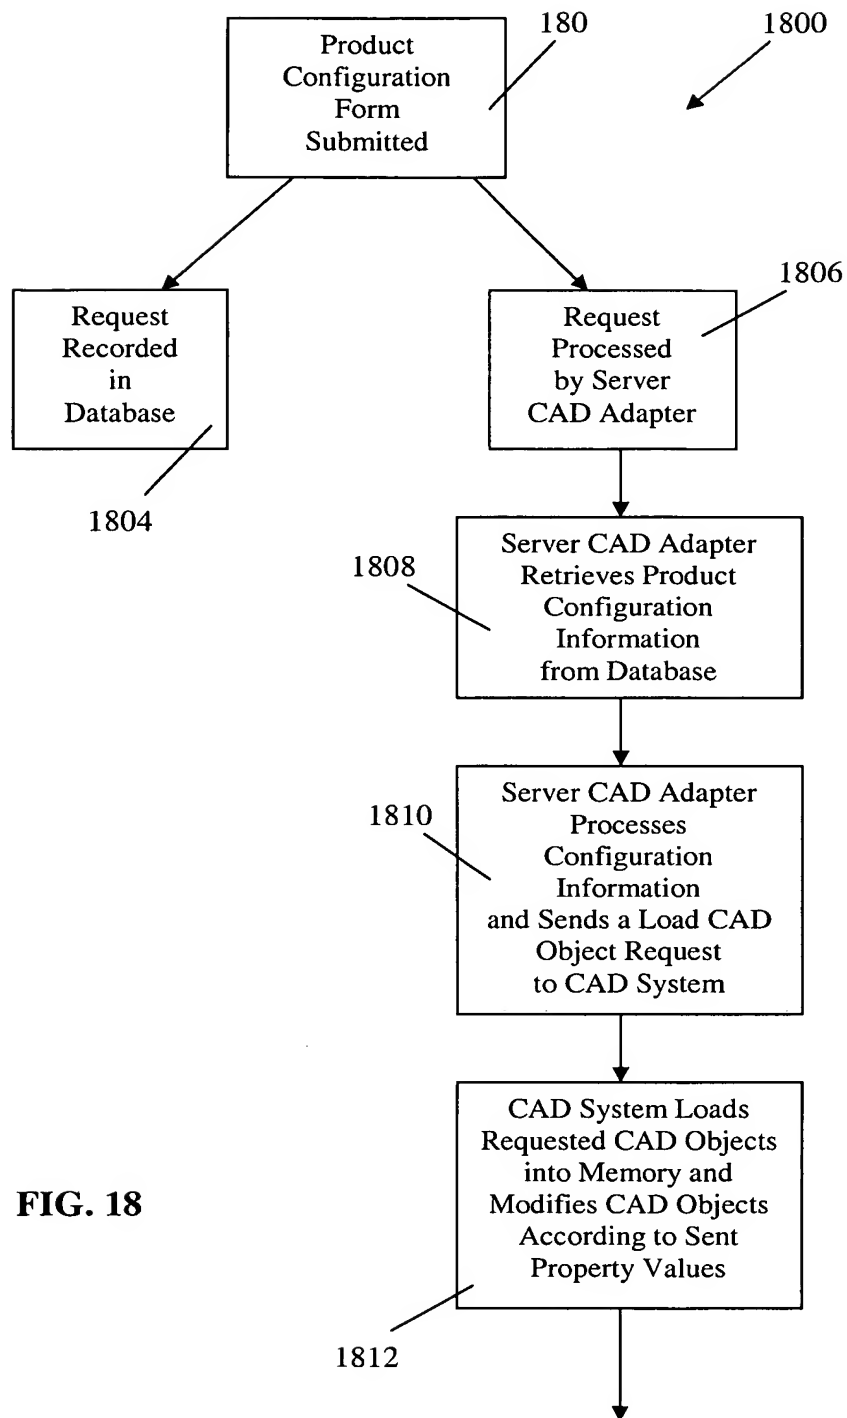 180
1800
Product
Configuration
Form
Submitted
1806
Request
Recorded
in
Database
Request
Processed
by Server
CAD Adapter
1804
1808
Server CAD Adapter
Retrieves Product
Configuration
Information
from Database
1810
Server CAD Adapter
Processes
Configuration
Information
and Sends a Load CAD
Object Request
to CAD System
CAD System Loads
Requested CAD Objects
into Memory and
Modifies CAD Objects
According to Sent
Property Values
FIG. 18
1812